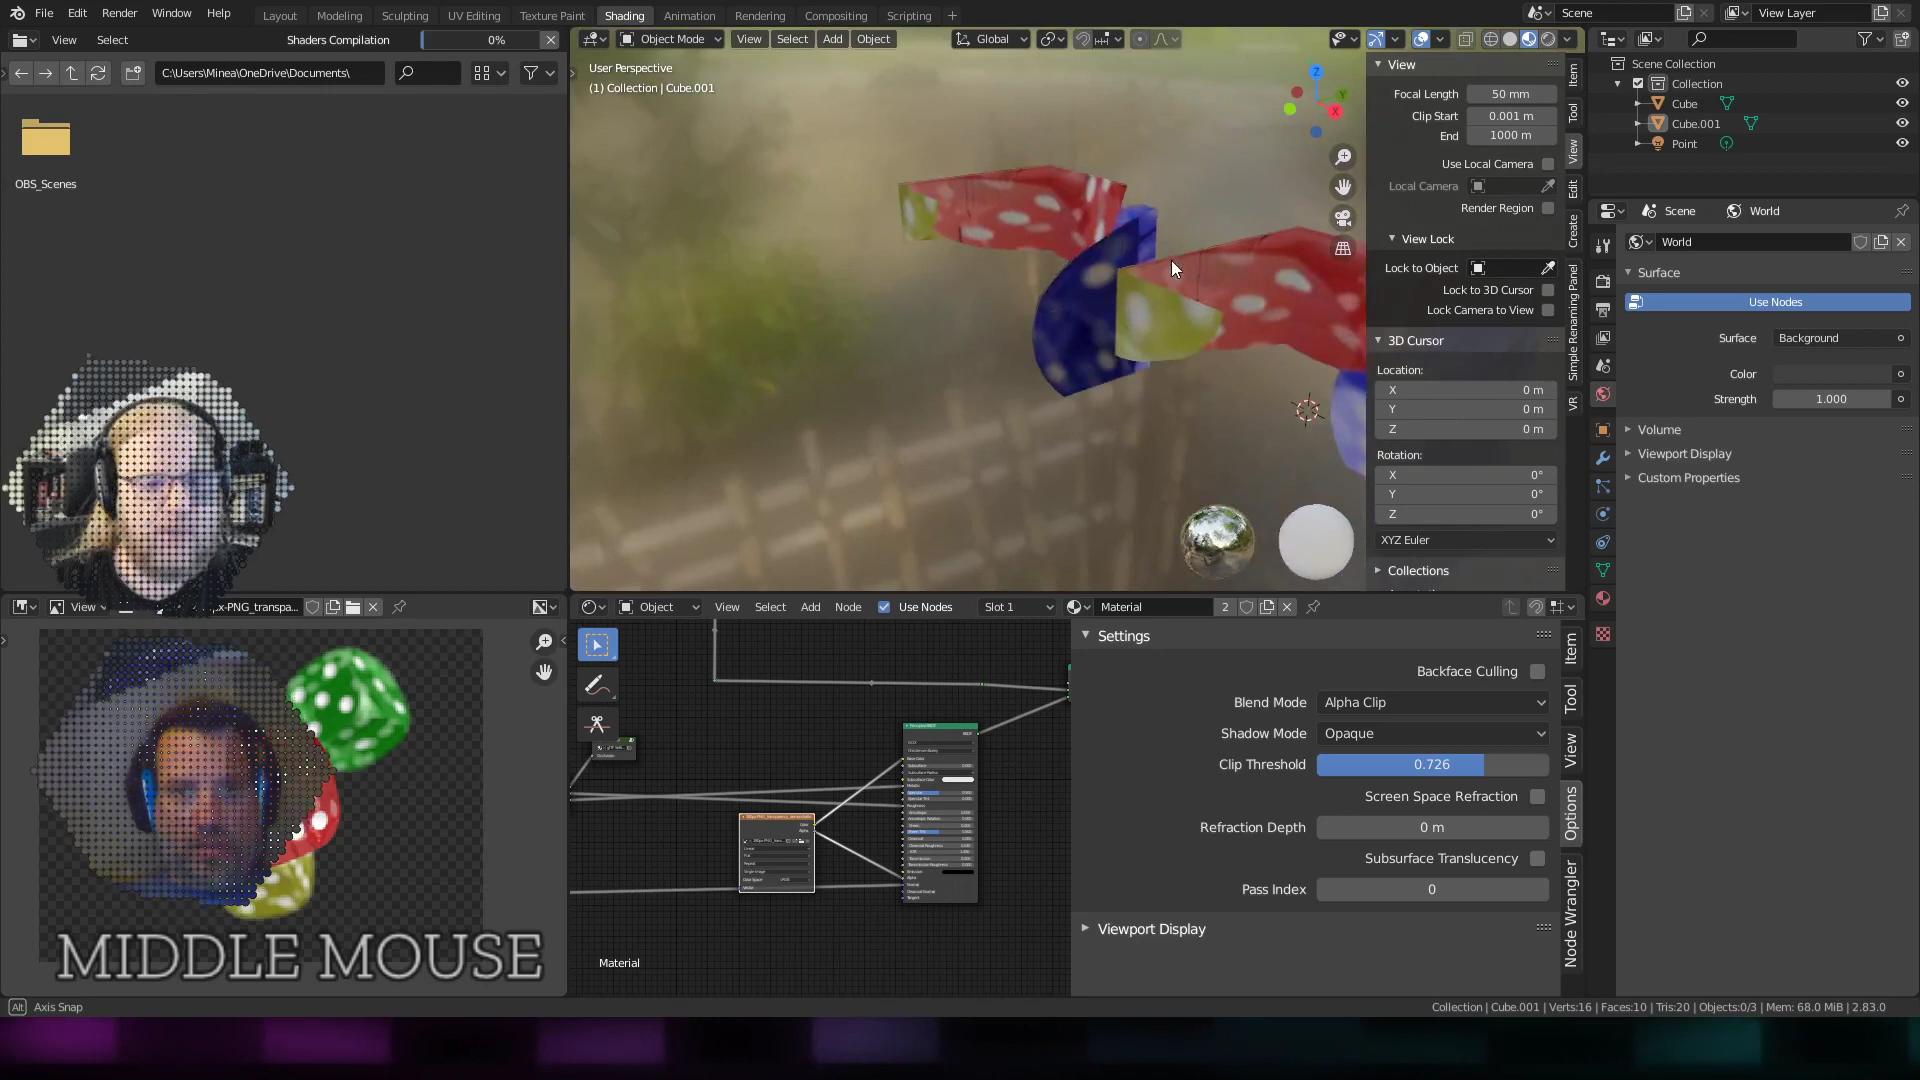 File Edit Render Window Help
Layout Modeling Sculpting UV Editing Texture Paint Shading Animation Rendering Compositing Scripting +
Scene
View Layer
View Select
Shaders Compilation 0%
C:\Users\Minea\OneDrive\Documents\
OBS_Scenes
Object Mode View Select Add Object
Global
User Perspective
(1) Collection | Cube.001
Z
Y
X
View
Focal Length 50 mm
Clip Start 0.001 m
End 1000 m
Use Local Camera
Local Camera
Render Region
View Lock
Lock to Object
Lock to 3D Cursor
Lock Camera to View
3D Cursor
Location:
X 0 m
Y 0 m
Z 0 m
Rotation:
X 0°
Y 0°
Z 0°
XYZ Euler
Collections
Item
Tool
View
Edit
Create
Simple Renaming Panel
VR
Scene Collection
Collection
Cube
Cube.001
Point
Scene World
World
Surface
Use Nodes
Surface Background
Color
Strength 1.000
Volume
Viewport Display
Custom Properties
View
px-PNG_transpa...
MIDDLE MOUSE
Object View Select Add Node Use Nodes Slot 1 Material 2
Material
Settings
Backface Culling
Blend Mode Alpha Clip
Shadow Mode Opaque
Clip Threshold 0.726
Screen Space Refraction
Refraction Depth 0 m
Subsurface Translucency
Pass Index 0
Viewport Display
Item
Tool
View
Options
Node Wrangler
Alt Axis Snap
Collection | Cube.001 | Verts:16 | Faces:10 | Tris:20 | Objects:0/3 | Mem: 68.0 MiB | 2.83.0